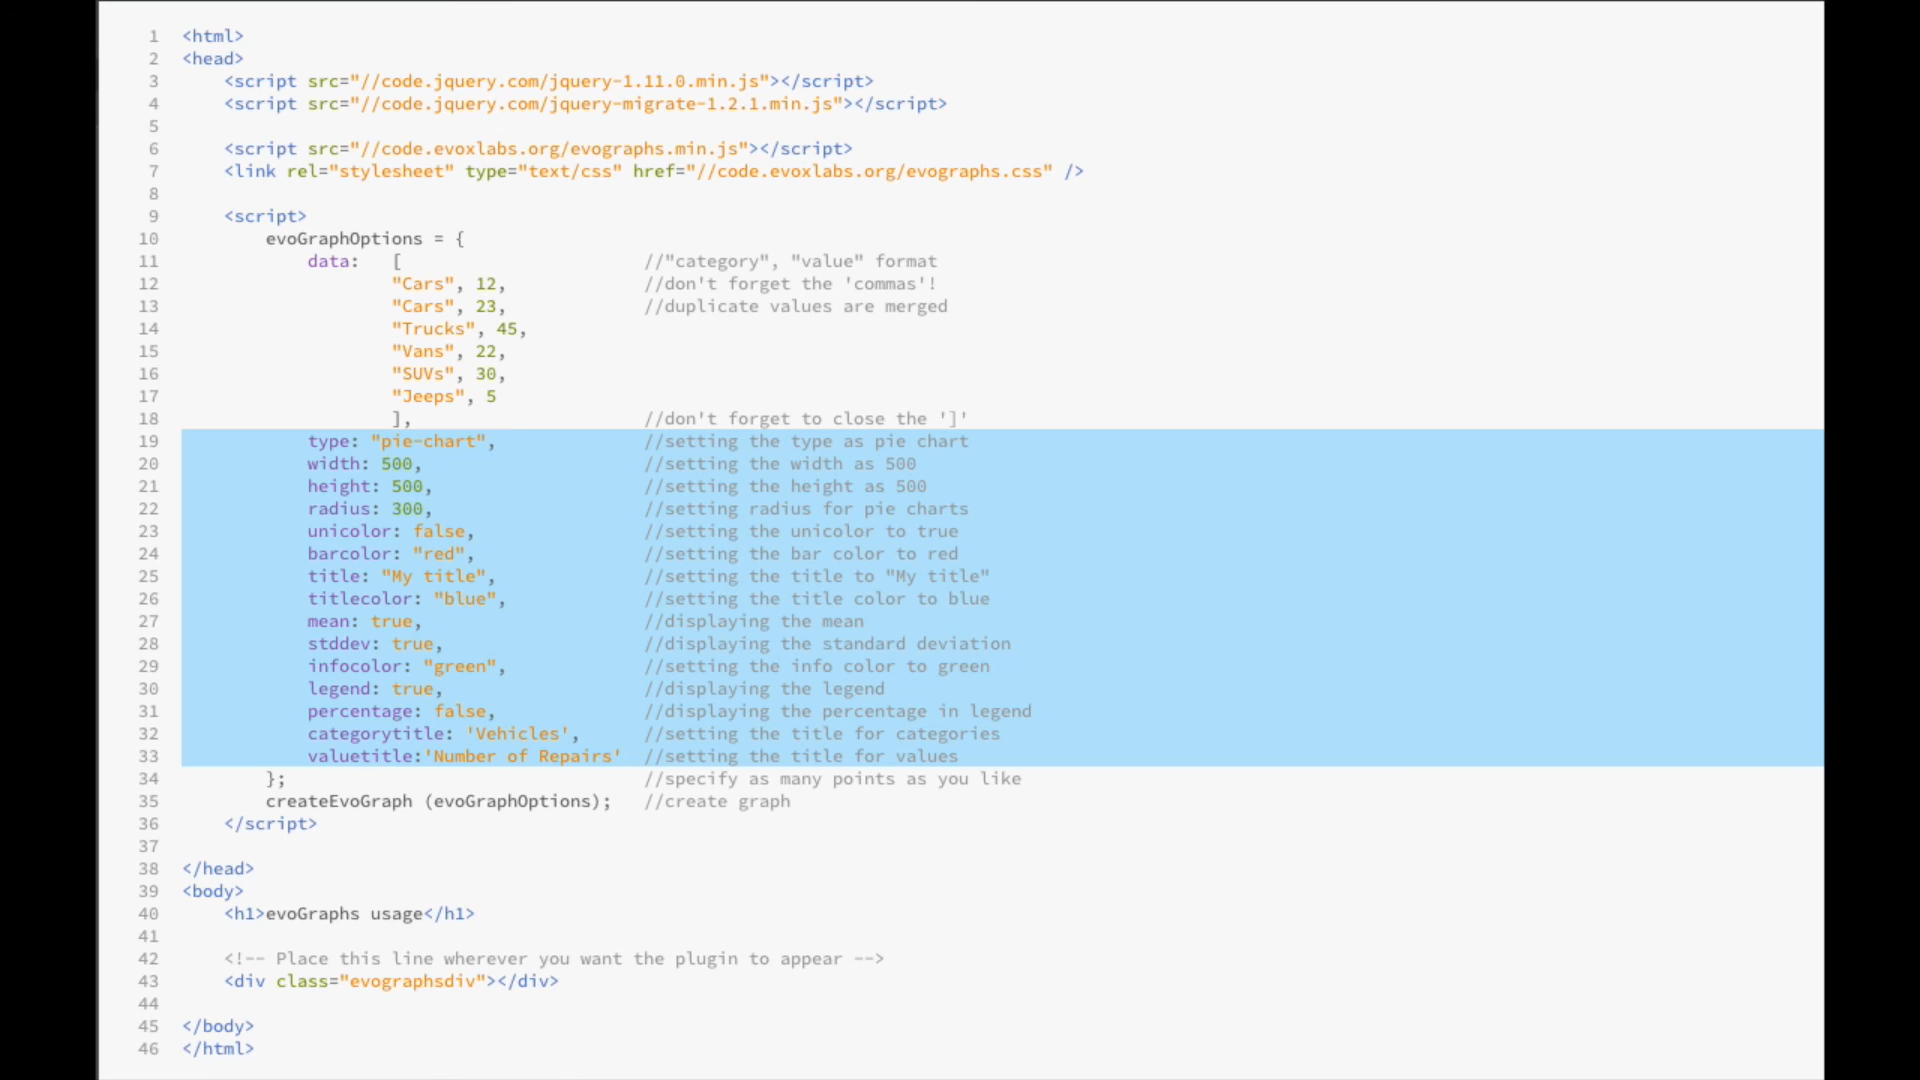 1 <html>
2 <head>
3 <script src="//code.jquery.com/jquery-1.11.0.min.js"></script>
4 <script src="//code.jquery.com/jquery-migrate-1.2.1.min.js"></script>
5
6 <script src="//code.evoxlabs.org/evographs.min.js"></script>
7 <link rel="stylesheet" type="text/css" href="//code.evoxlabs.org/evographs.css" />
8
9 <script>
10 evoGraphOptions = {
11 data: [ //"category", "value" format
12 "Cars", 12, //don't forget the 'commas'!
13 "Cars", 23, //duplicate values are merged
14 "Trucks", 45,
15 "Vans", 22,
16 "SUVs", 30,
17 "Jeeps", 5
18 ], //don't forget to close the ']'
19 type: "pie-chart", //setting the type as pie chart
20 width: 500, //setting the width as 500
21 height: 500, //setting the height as 500
22 radius: 300, //setting radius for pie charts
23 unicolor: false, //setting the unicolor to true
24 barcolor: "red", //setting the bar color to red
25 title: "My title", //setting the title to "My title"
26 titlecolor: "blue", //setting the title color to blue
27 mean: true, //displaying the mean
28 stddev: true, //displaying the standard deviation
29 infocolor: "green", //setting the info color to green
30 legend: true, //displaying the legend
31 percentage: false, //displaying the percentage in legend
32 categorytitle: 'Vehicles', //setting the title for categories
33 valuetitle:'Number of Repairs' //setting the title for values
34 }; //specify as many points as you like
35 createEvoGraph (evoGraphOptions); //create graph
36 </script>
37
38 </head>
39 <body>
40 <h1>evoGraphs usage</h1>
41
42 <!-- Place this line wherever you want the plugin to appear -->
43 <div class="evographsdiv"></div>
44
45 </body>
46 </html>